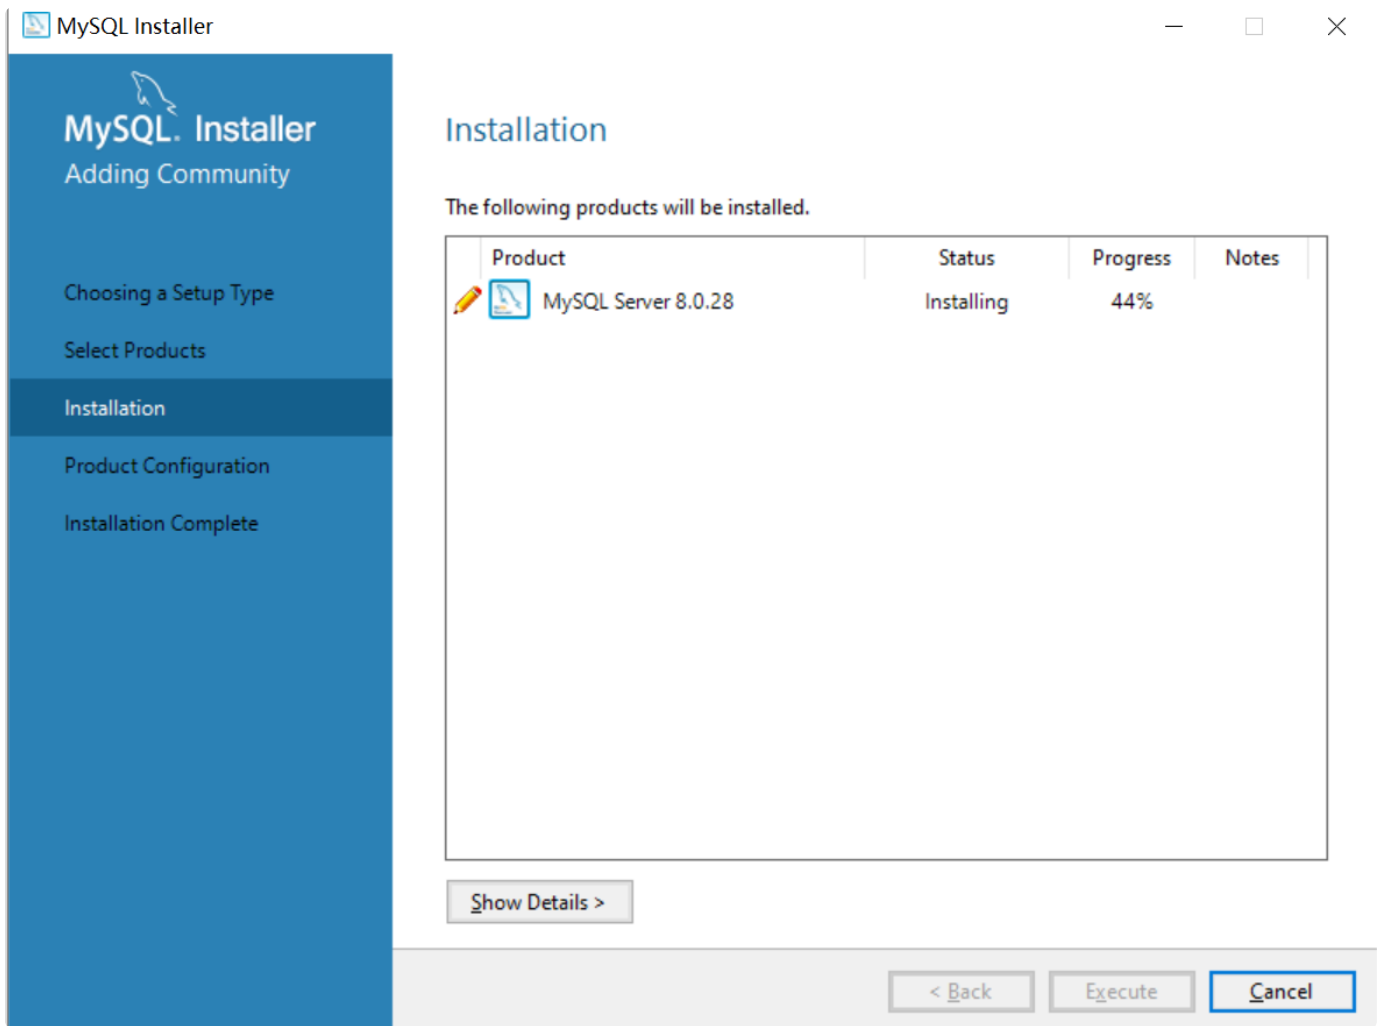 MySQL Installer
MySQL. Installer
Adding Community
Choosing a Setup Type
Select Products
Installation
Product Configuration
Installation Complete
Installation
The following products will be installed.
Product Status Progress Notes
MySQL Server 8.0.28 Installing 44%
Show Details >
< Back Execute Cancel